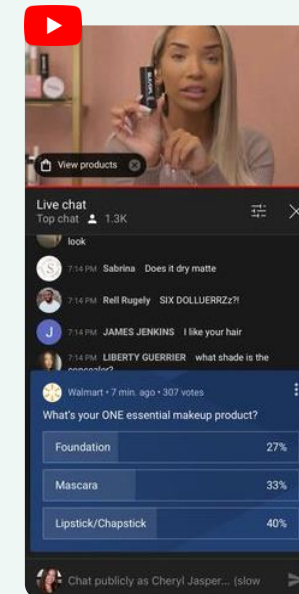 View products
Live chat
Top chat 1.3K
look
7:14 PM Sabrina Does it dry matte
7:14 PM Rell Rugely SIX DOLLUERRZz?!
7:14 PM JAMES JENKINS I like your hair
7:14 PM LIBERTY GUERRIER what shade is the
concealer?
Walmart • 7 min. ago • 307 votes
What's your ONE essential makeup product?
Foundation 27%
Mascara 33%
Lipstick/Chapstick 40%
Chat publicly as Cheryl Jasper... (slow